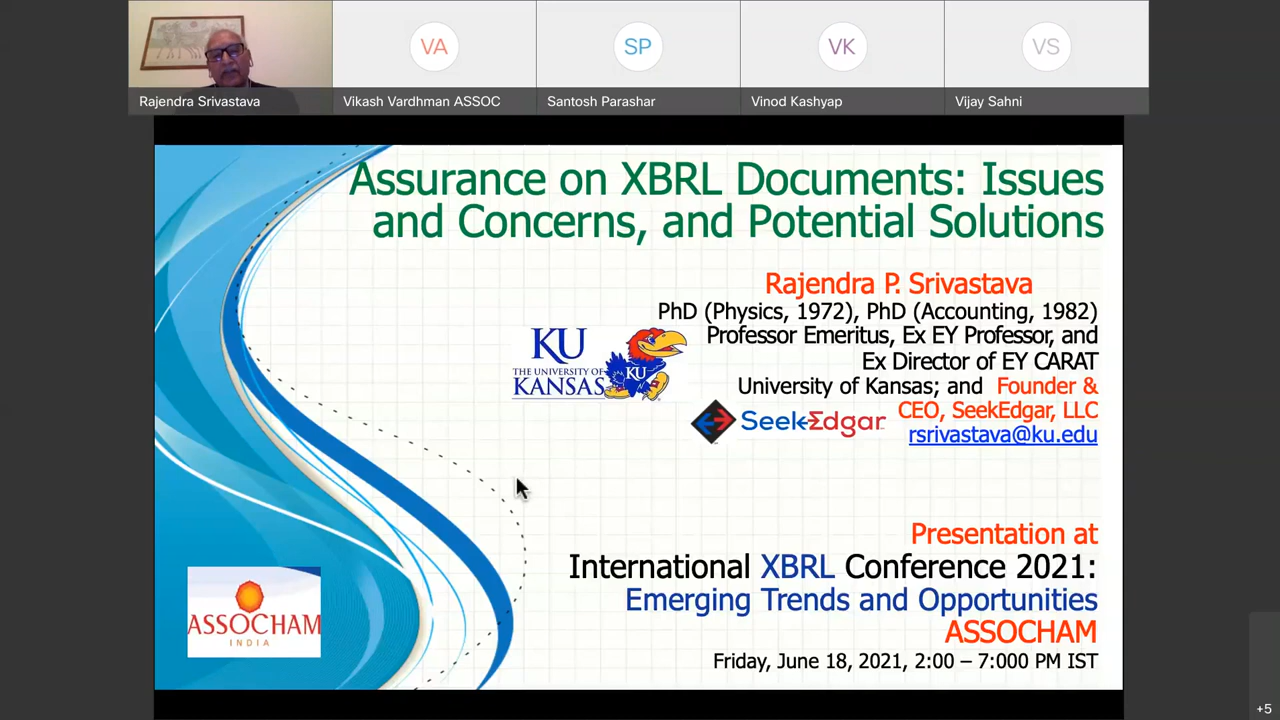 VA
SP
VK
VS
Rajendra Srivastava
Vikash Vardhman ASSOC
Santosh Parashar
Vinod Kashyap
Vijay Sahni
Assurance on XBRL Documents: Issues
and Concerns, and Potential Solutions
Rajendra P. Srivastava
PhD (Physics, 1972), PhD (Accounting, 1982)
Professor Emeritus, Ex EY Professor, and
Ex Director of EY CARAT
University of Kansas; and Founder &
CEO, SeekEdgar, LLC
rsrivastava@ku.edu
KU
THE UNIVERSITY OF
KANSAS
KU
SeekΣdgar
Presentation at
International XBRL Conference 2021:
Emerging Trends and Opportunities
ASSOCHAM
Friday, June 18, 2021, 2:00 – 7:000 PM IST
ASSOCHAM
INDIA
+5